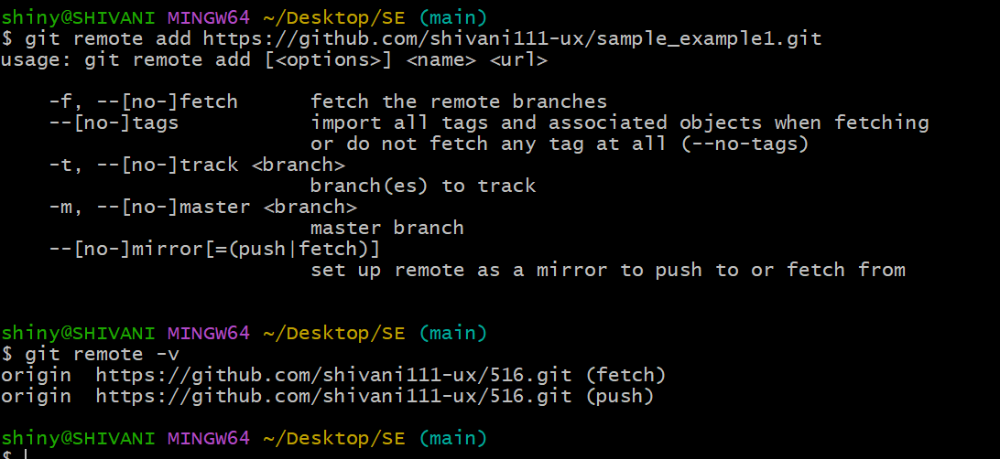 shiny@SHIVANI MINGW64 ~/Desktop/SE (main)
$ git remote add https://github.com/shivani111-ux/sample_example1.git
usage: git remote add [<options>] <name> <url>
-f, --[no-]fetch fetch the remote branches
--[no-]tags import all tags and associated objects when fetching
or do not fetch any tag at all (--no-tags)
-t, --[no-]track <branch>
branch(es) to track
-m, --[no-]master <branch>
master branch
--[no-]mirror[=(push|fetch)]
set up remote as a mirror to push to or fetch from
shiny@SHIVANI MINGW64 ~/Desktop/SE (main)
$ git remote -v
origin https://github.com/shivani111-ux/516.git (fetch)
origin https://github.com/shivani111-ux/516.git (push)
shiny@SHIVANI MINGW64 ~/Desktop/SE (main)
$